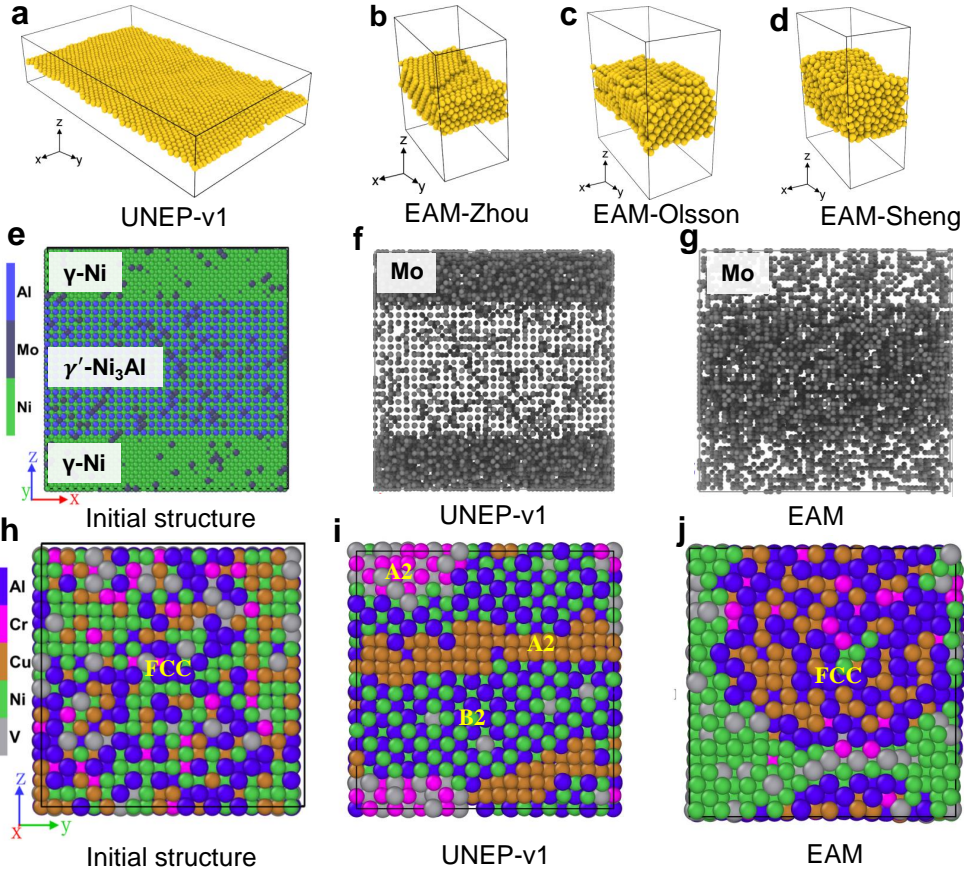 a
b
c
d
z
x
y
z
x
y
z
x
y
z
x
y
UNEP-v1
EAM-Zhou
EAM-Olsson
EAM-Sheng
e
f
g
Al
Mo
Ni
γ-Ni
γ′-Ni₃Al
γ-Ni
z
y
x
Mo
Mo
Initial structure
UNEP-v1
EAM
h
i
j
Al
Cr
Cu
Ni
V
FCC
A2
A2
B2
FCC
z
x
y
Initial structure
UNEP-v1
EAM